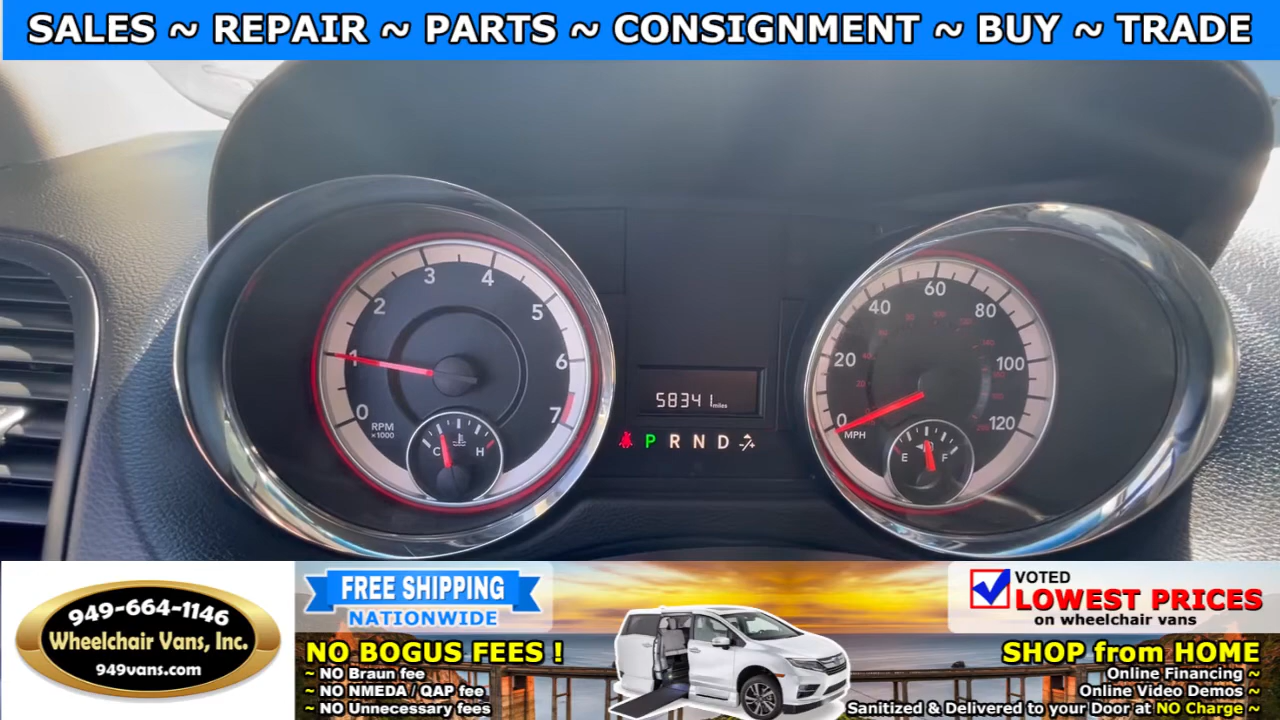 SALES ~ REPAIR ~ PARTS ~ CONSIGNMENT ~ BUY ~ TRADE
0 1 2 3 4 5 6 7
RPM
×1000
C H
58341 miles
P R N D
0 20 40 60 80 100 120
MPH
E F
949-664-1146
Wheelchair Vans, Inc.
949vans.com
FREE SHIPPING
NATIONWIDE
NO BOGUS FEES !
~ NO Braun fee
~ NO NMEDA / QAP fee
~ NO Unnecessary fees
VOTED
LOWEST PRICES
on wheelchair vans
SHOP from HOME
Online Financing ~
Online Video Demos ~
Sanitized & Delivered to your Door at NO Charge ~